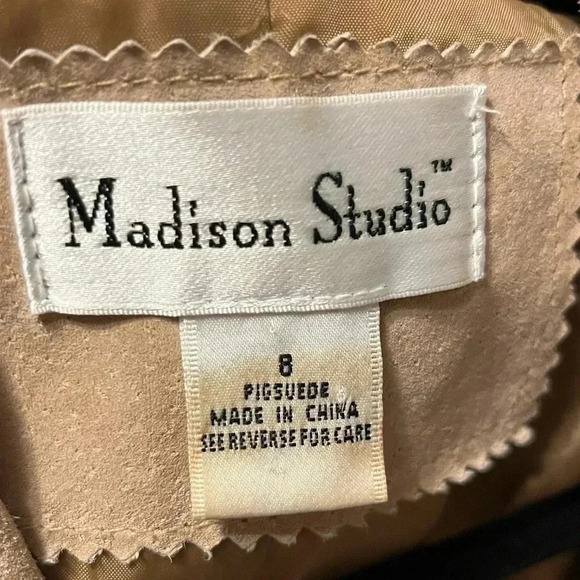 Madison Studio™
8
PIGSUEDE
MADE IN CHINA
SEE REVERSE FOR CARE